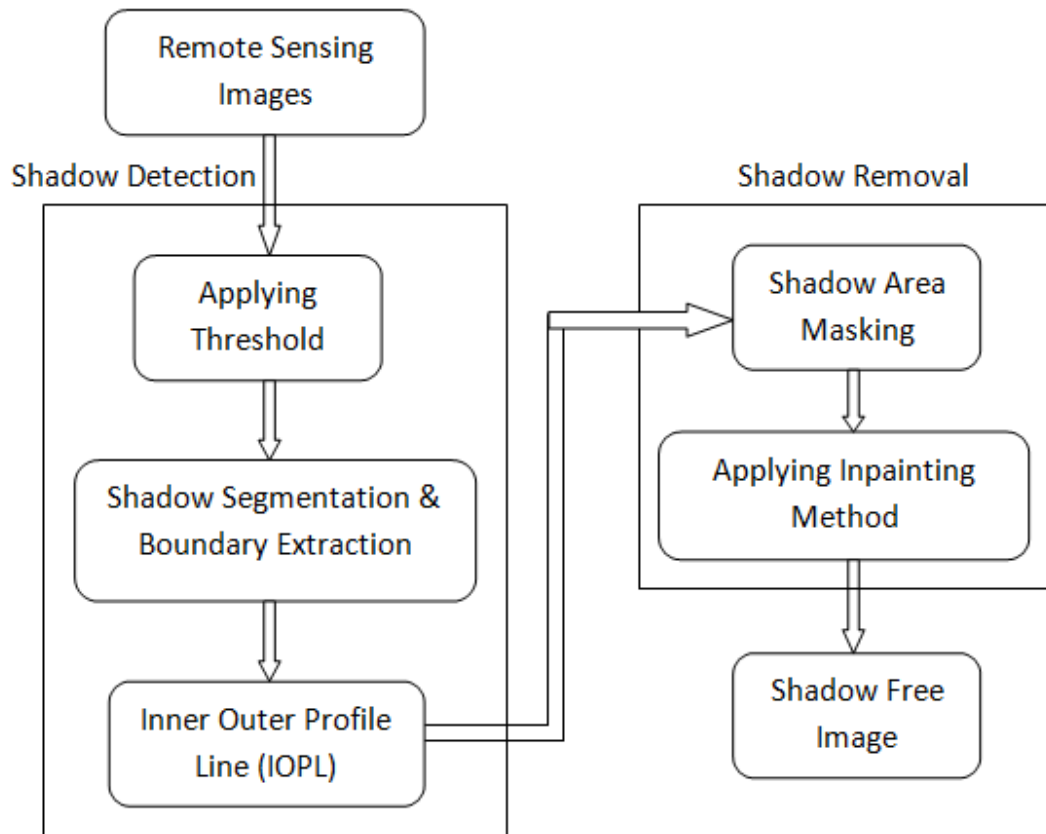 Remote Sensing
Images
Shadow Detection
Applying
Threshold
Shadow Segmentation &
Boundary Extraction
Inner Outer Profile
Line (IOPL)
Shadow Removal
Shadow Area
Masking
Applying Inpainting
Method
Shadow Free
Image